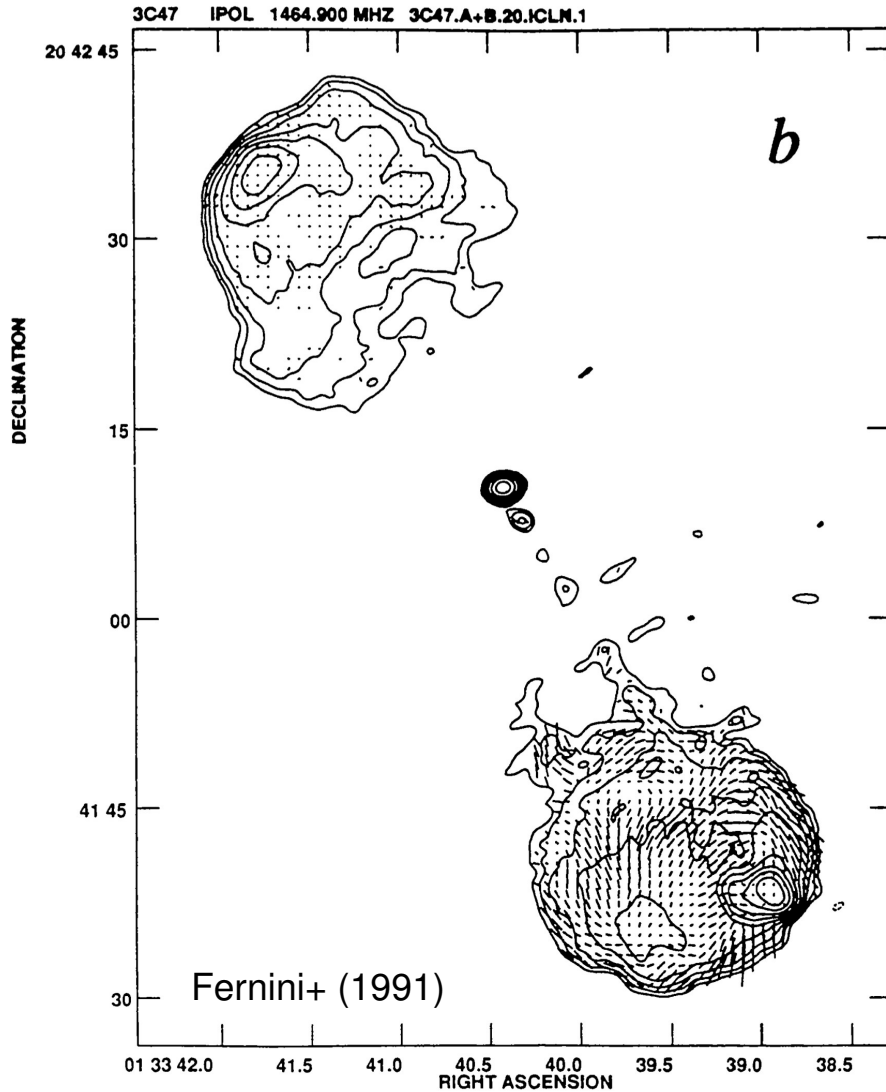 3C47 IPOL 1464.900 MHZ 3C47.A+B.20.ICLN.1
20 42 45
b
30
DECLINATION
15
00
41 45
30
Fernini+ (1991)
01 33 42.0 41.5 41.0 40.5 40.0 39.5 39.0 38.5
RIGHT ASCENSION